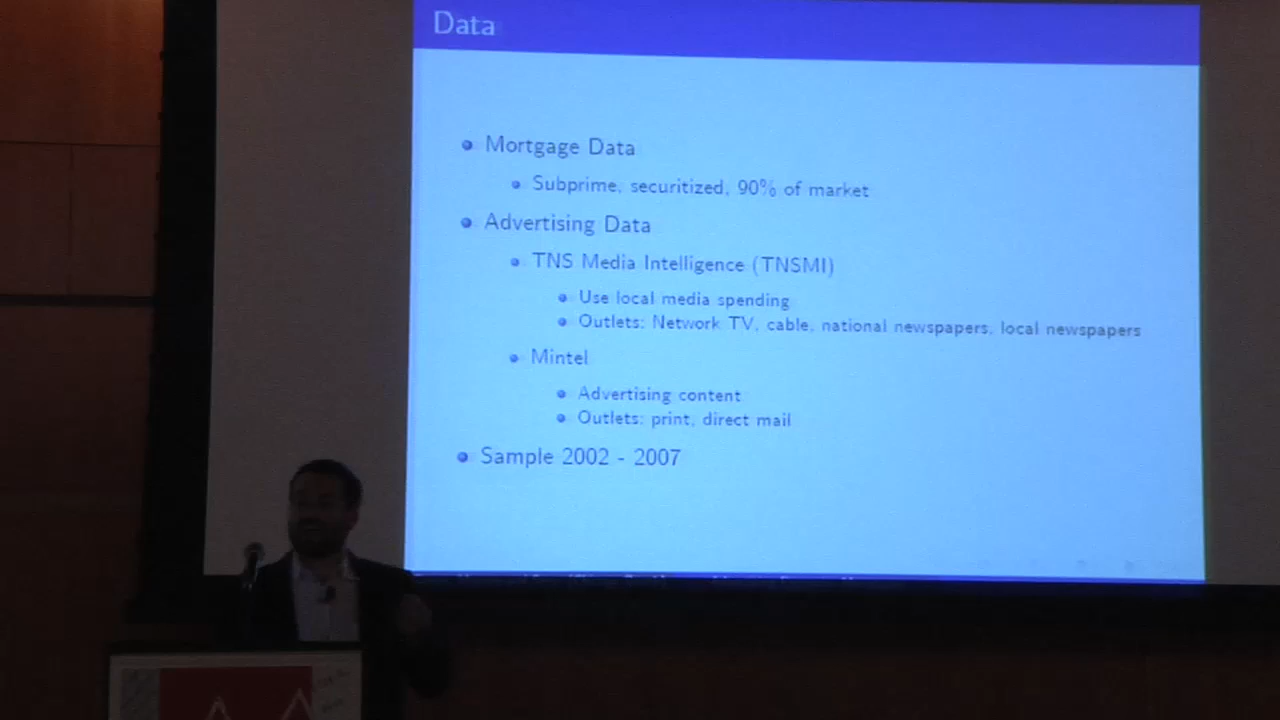 Data
Mortgage Data
Subprime, securitized, 90% of market
Advertising Data
TNS Media Intelligence (TNSMI)
Use local media spending
Outlets: Network TV, cable, national newspapers, local newspapers
Mintel
Advertising content
Outlets: print, direct mail
Sample 2002 - 2007